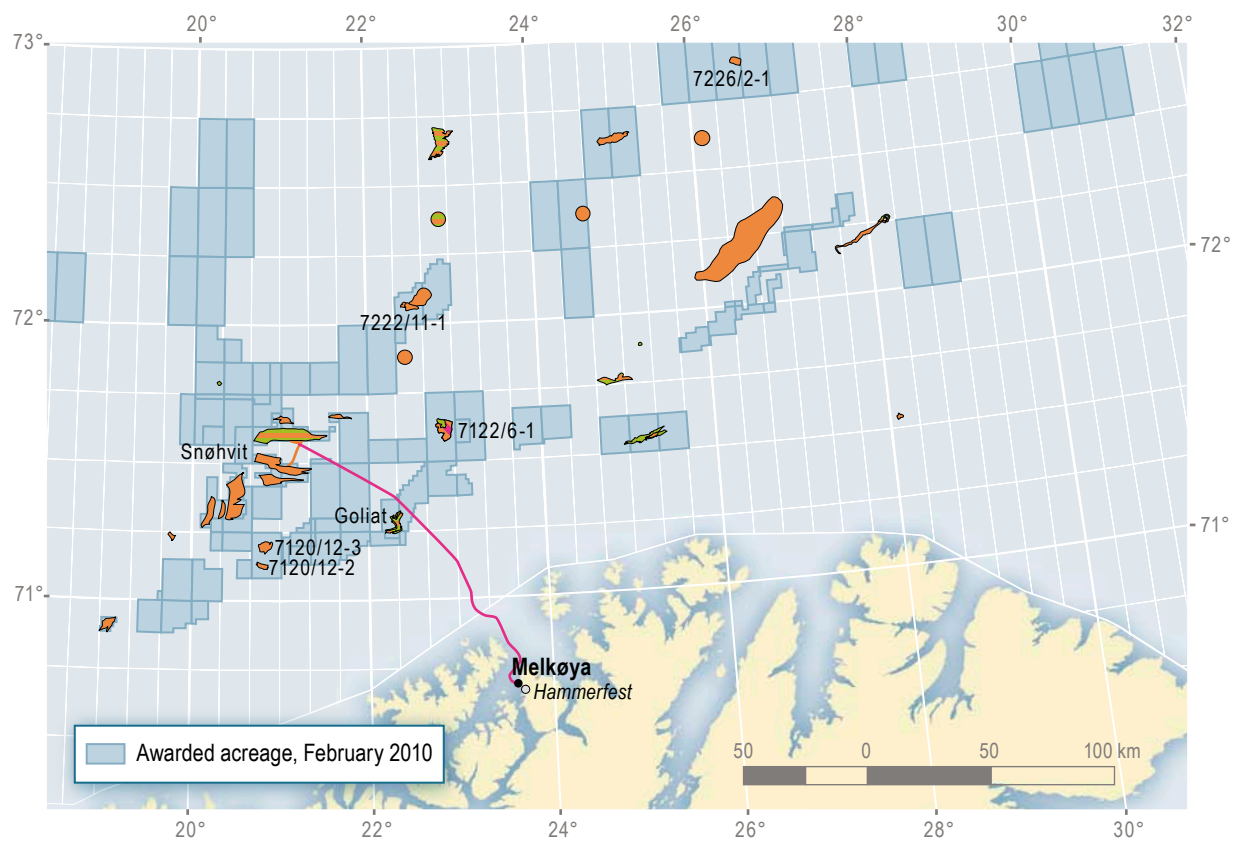 20° 22° 24° 26° 28° 30° 32°
73°
7226/2-1
72°
72°
7222/11-1
7122/6-1
Snøhvit
Goliat
71°
7120/12-3
7120/12-2
71°
Melkøya
Hammerfest
Awarded acreage, February 2010
50 0 50 100 km
20° 22° 24° 26° 28° 30°